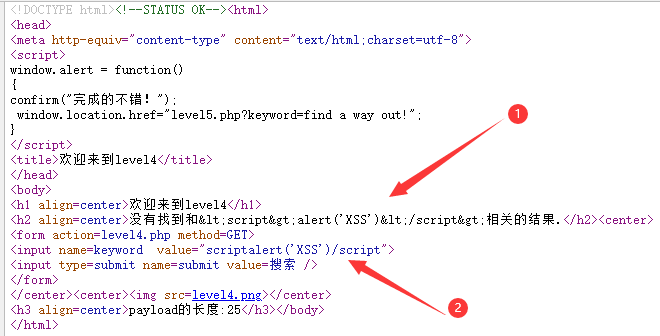 <!DOCTYPE html><!--STATUS OK--><html>
<head>
<meta http-equiv="content-type" content="text/html;charset=utf-8">
<script>
window.alert = function()
{
confirm("完成的不错！");
 window.location.href="level5.php?keyword=find a way out!";
}
</script>
<title>欢迎来到level4</title>
</head>
<body>
<h1 align=center>欢迎来到level4</h1>
<h2 align=center>没有找到和&lt;script&gt;alert('XSS')&lt;/script&gt;相关的结果.</h2><center>
<form action=level4.php method=GET>
<input name=keyword  value="scriptalert('XSS')/script">
<input type=submit name=submit value=搜索 />
</form>
</center><center><img src=level4.png></center>
<h3 align=center>payload的长度:25</h3></body>
</html>
1
2